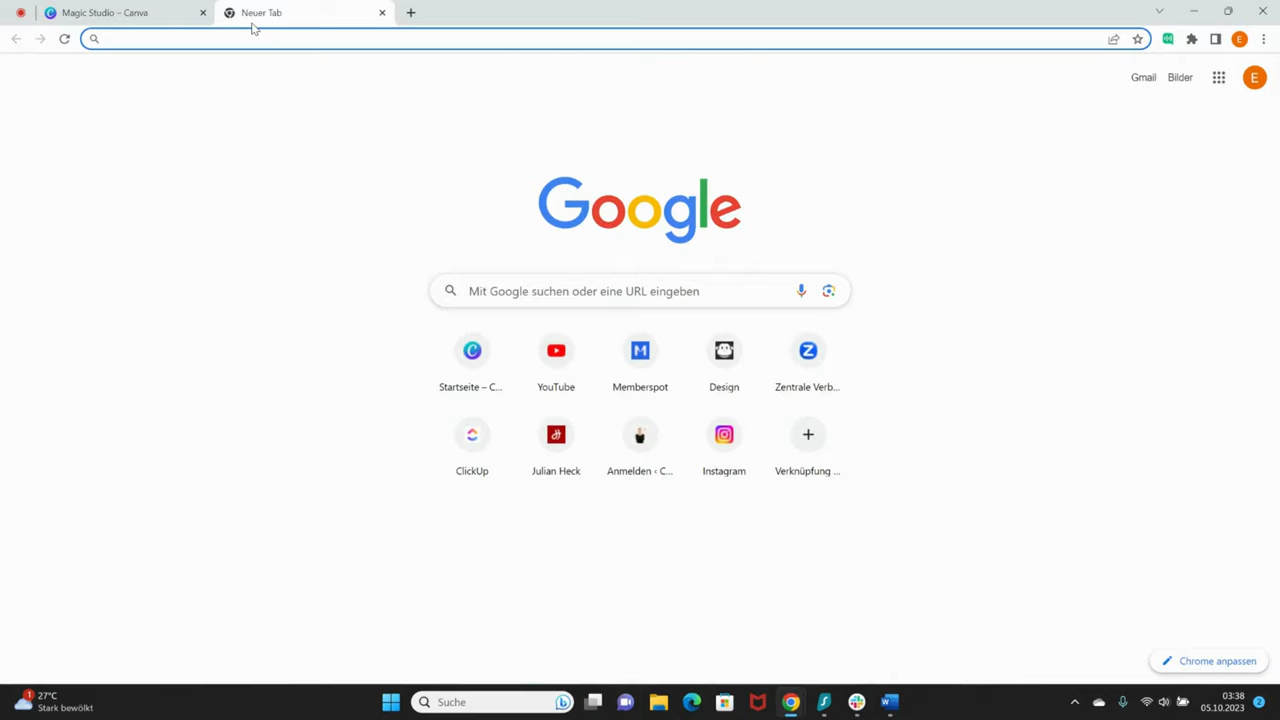 Magic Studio – Canva
Neuer Tab
E
Gmail Bilder
E
Google
Mit Google suchen oder eine URL eingeben
Startseite – C...
YouTube
Memberspot
Design
Zentrale Verb...
ClickUp
Julian Heck
Anmelden ‹ C...
Instagram
Verknüpfung ...
Chrome anpassen
1
27°C
Stark bewölkt
Suche
03:38
05.10.2023
2